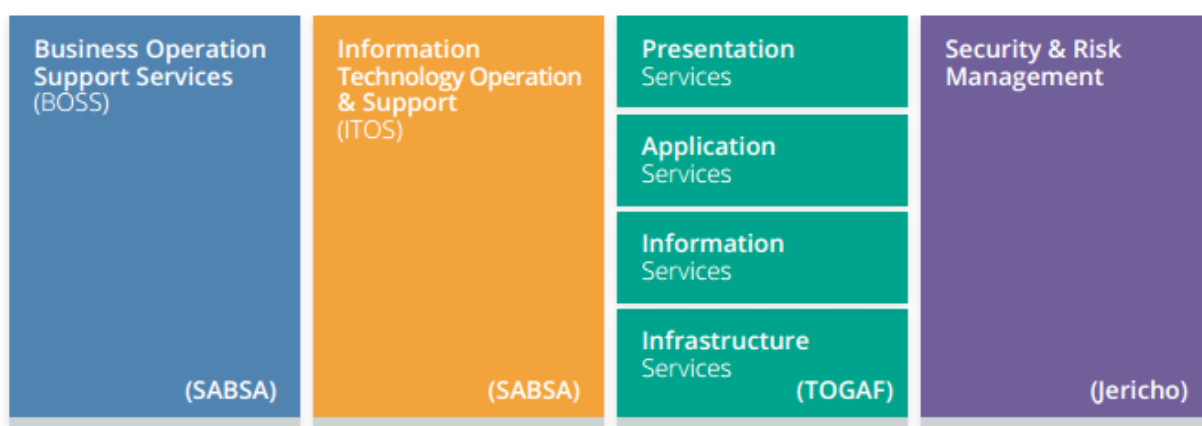 Business Operation
Support Services
(BOSS)
(SABSA)
Information
Technology Operation
& Support
(ITOS)
(SABSA)
Presentation
Services
Application
Services
Information
Services
Infrastructure
Services
(TOGAF)
Security & Risk
Management
(Jericho)